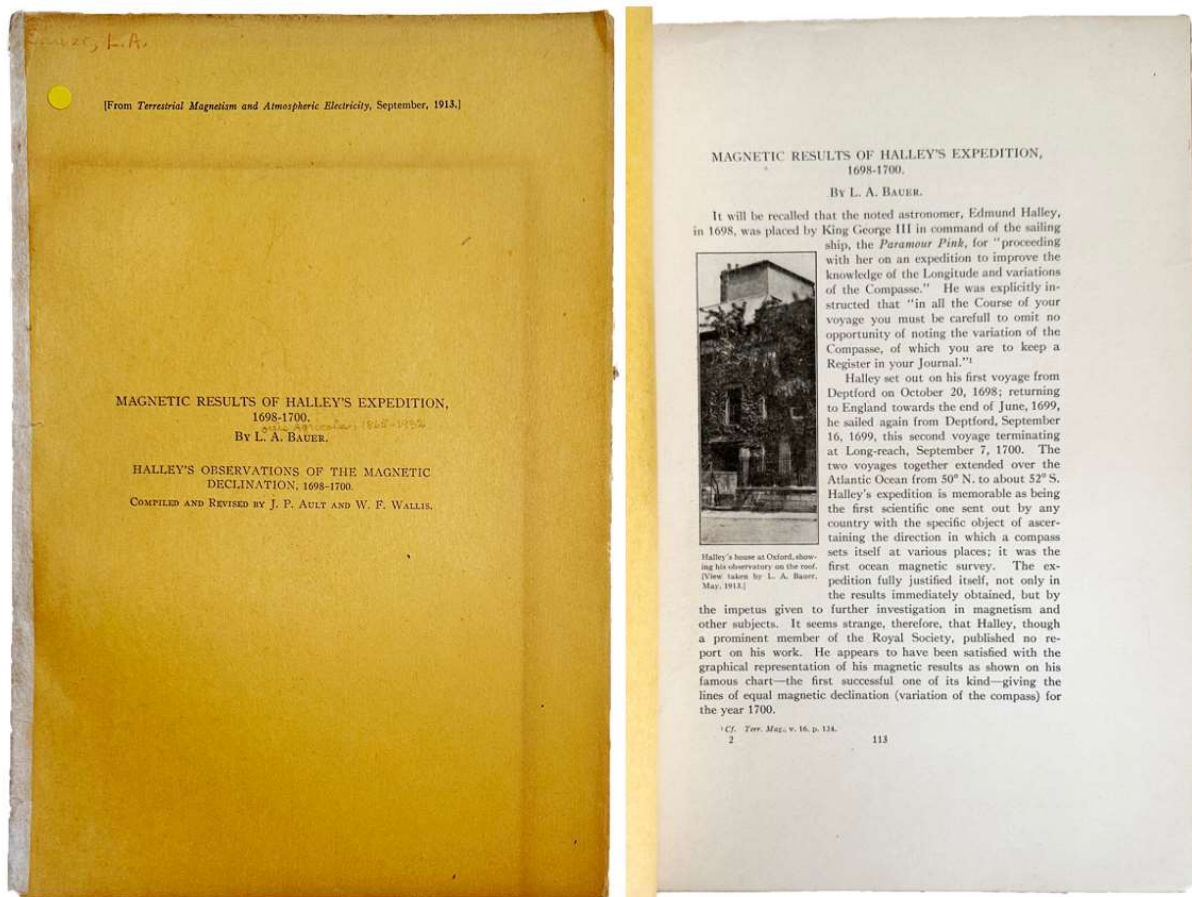 L.A.
[From Terrestrial Magnetism and Atmospheric Electricity, September, 1913.]
MAGNETIC RESULTS OF HALLEY'S EXPEDITION,
1698-1700.
1865-1932
BY L. A. BAUER.
HALLEY'S OBSERVATIONS OF THE MAGNETIC
DECLINATION, 1698-1700.
COMPILED AND REVISED BY J. P. AULT AND W. F. WALLIS.
MAGNETIC RESULTS OF HALLEY'S EXPEDITION,
1698-1700.
BY L. A. BAUER.
It will be recalled that the noted astronomer, Edmund Halley,
in 1698, was placed by King George III in command of the sailing
ship, the Paramour Pink, for "proceeding
with her on an expedition to improve the
knowledge of the Longitude and variations
of the Compasse." He was explicitly in-
structed that "in all the Course of your
voyage you must be carefull to omit no
opportunity of noting the variation of the
Compasse, of which you are to keep a
Register in your Journal."¹
Halley set out on his first voyage from
Deptford on October 20, 1698; returning
to England towards the end of June, 1699,
he sailed again from Deptford, September
16, 1699, this second voyage terminating
at Long-reach, September 7, 1700. The
two voyages together extended over the
Atlantic Ocean from 50° N. to about 52° S.
Halley's expedition is memorable as being
the first scientific one sent out by any
country with the specific object of ascer-
taining the direction in which a compass
sets itself at various places; it was the
first ocean magnetic survey. The ex-
pedition fully justified itself, not only in
the results immediately obtained, but by
the impetus given to further investigation in magnetism and
other subjects. It seems strange, therefore, that Halley, though
a prominent member of the Royal Society, published no re-
port on his work. He appears to have been satisfied with the
graphical representation of his magnetic results as shown on his
famous chart—the first successful one of its kind—giving the
lines of equal magnetic declination (variation of the compass) for
the year 1700.
Halley's house at Oxford, show-
ing his observatory on the roof.
[View taken by L. A. Bauer,
May, 1913.]
¹ Cf. Terr. Mag., v. 16, p. 124.
2 113